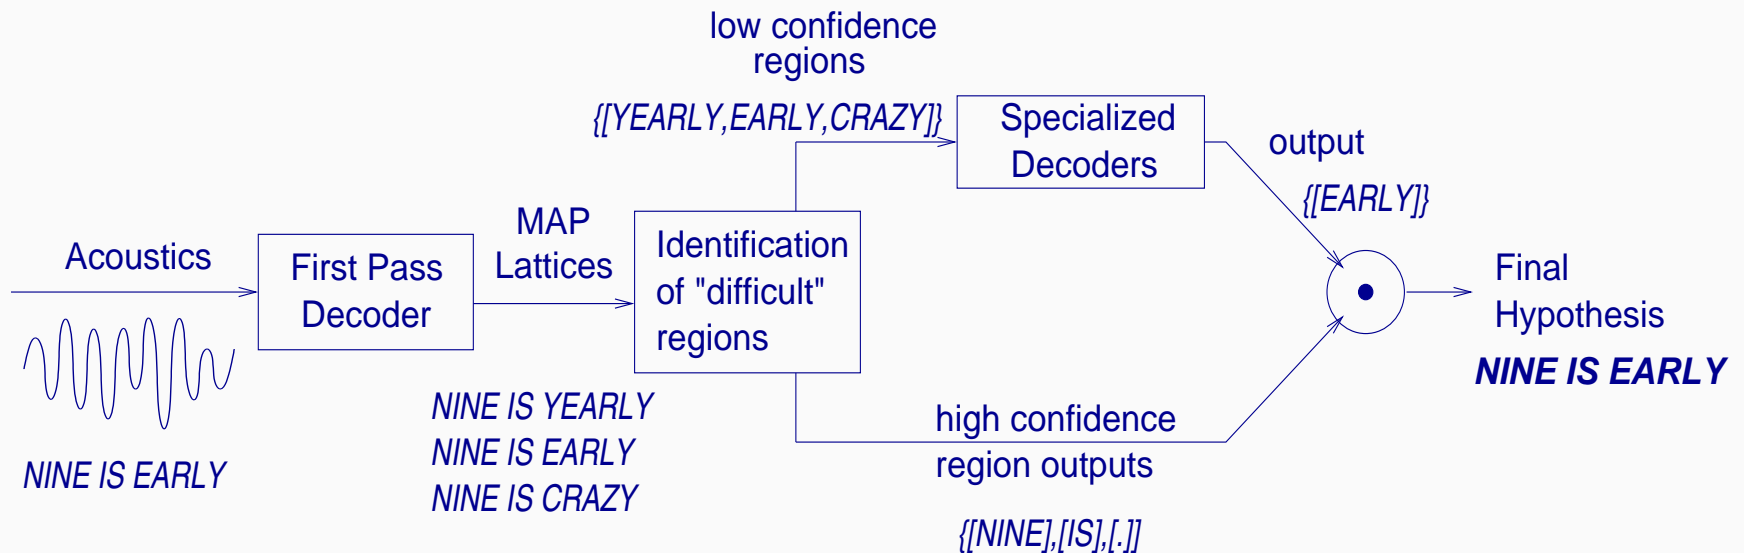 low confidence
regions
{[YEARLY,EARLY,CRAZY]}
Specialized
Decoders
output
{[EARLY]}
Acoustics
First Pass
Decoder
MAP
Lattices
Identification
of "difficult"
regions
Final
Hypothesis
NINE IS EARLY
NINE IS YEARLY
NINE IS EARLY
NINE IS CRAZY
NINE IS EARLY
high confidence
region outputs
{[NINE],[IS],[.]]